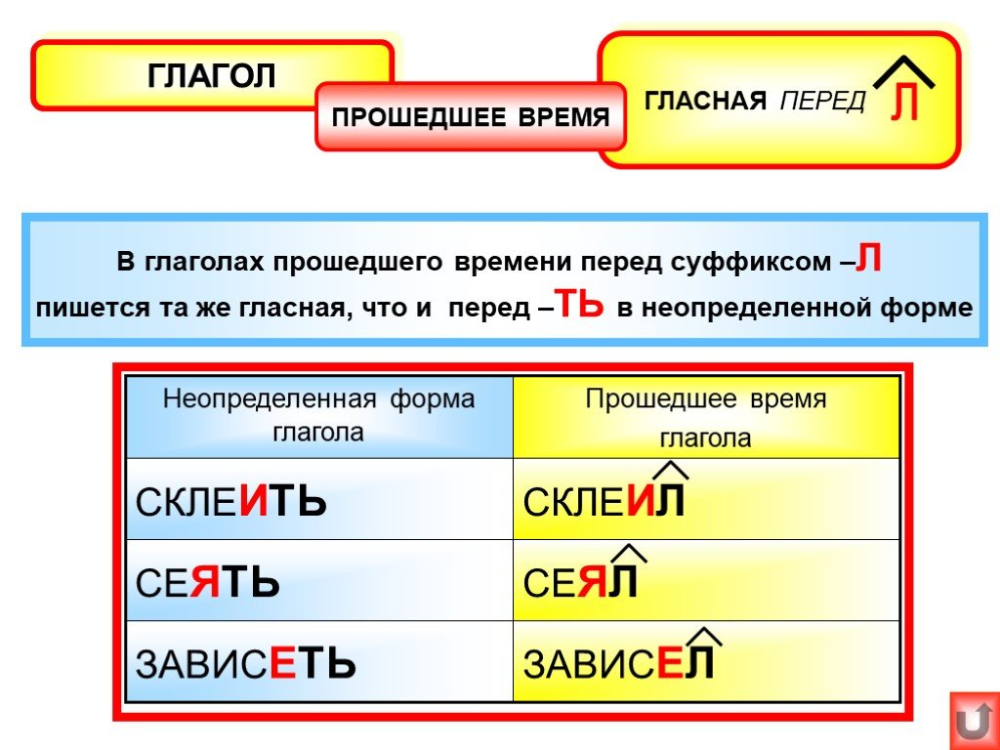 ГЛАГОЛ
ПРОШЕДШЕЕ ВРЕМЯ
ГЛАСНАЯ ПЕРЕД Л
В глаголах прошедшего времени перед суффиксом –Л
пишется та же гласная, что и перед –ТЬ в неопределенной форме
Неопределенная форма
глагола
Прошедшее время
глагола
СКЛЕИТЬ
СКЛЕИЛ
СЕЯТЬ
СЕЯЛ
ЗАВИСЕТЬ
ЗАВИСЕЛ